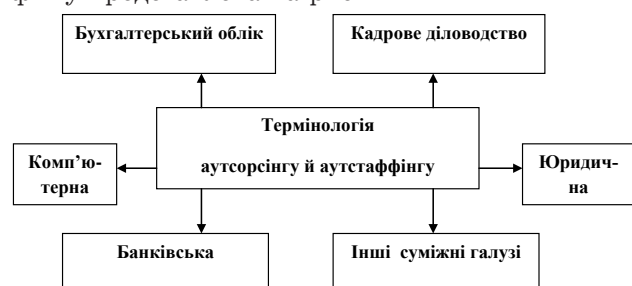 Бухгалтерський облік
Кадрове діловодство
Термінологія
аутсорсінгу й аутстаффінгу
Комп’ю-
терна
Юридич-
на
Банківська
Інші суміжні галузі